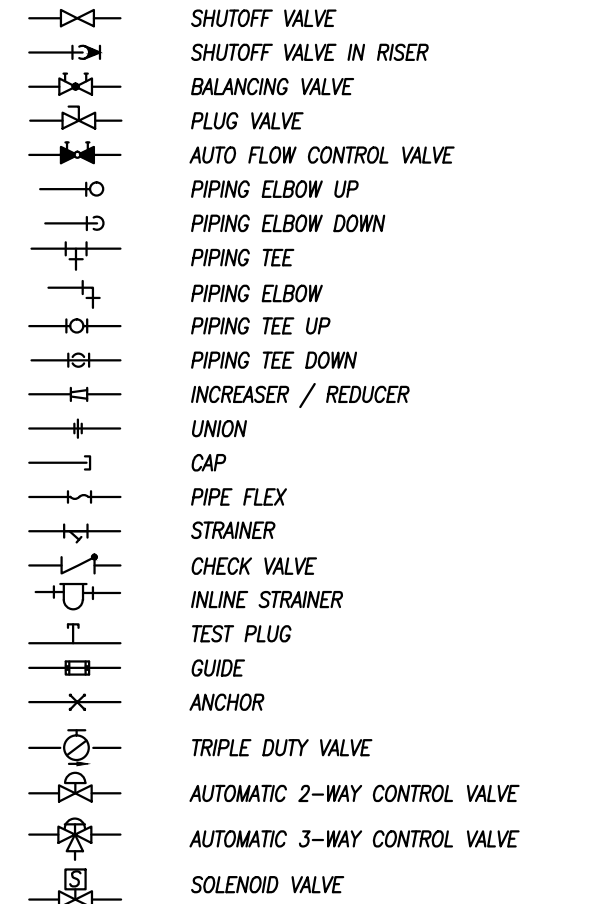 SHUTOFF VALVE
SHUTOFF VALVE IN RISER
BALANCING VALVE
PLUG VALVE
AUTO FLOW CONTROL VALVE
PIPING ELBOW UP
PIPING ELBOW DOWN
PIPING TEE
PIPING ELBOW
PIPING TEE UP
PIPING TEE DOWN
INCREASER / REDUCER
UNION
CAP
PIPE FLEX
STRAINER
CHECK VALVE
INLINE STRAINER
TEST PLUG
GUIDE
ANCHOR
TRIPLE DUTY VALVE
AUTOMATIC 2-WAY CONTROL VALVE
AUTOMATIC 3-WAY CONTROL VALVE
S SOLENOID VALVE